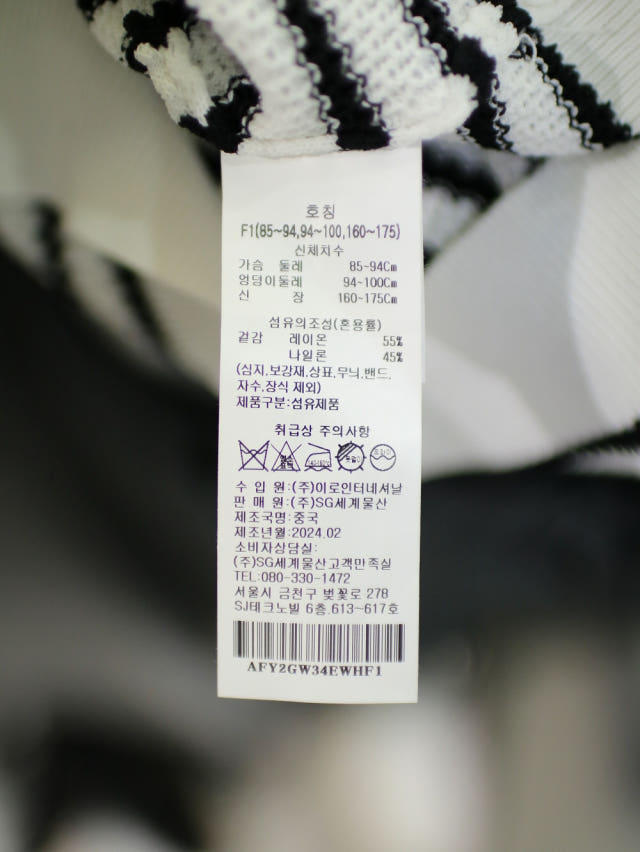 호칭
F1(85~94,94~100,160~175)
신체치수
가슴 둘레 85~94Cm
엉덩이둘레 94~100Cm
신 장 160~175Cm
섬유의조성(혼용률)
겉감 레이온 55%
나일론 45%
(심지,보강재,상표,무늬,밴드,
자수,장식 제외)
제품구분:섬유제품
취급상 주의사항
드라이
수 입 원:(주)이로인터네셔날
판 매 원:(주)SG세계물산
제조국명:중국
제조년월:2024.02
소비자상담실:
(주)SG세계물산고객만족실
TEL:080-330-1472
서울시 금천구 벚꽃로 278
SJ테크노빌 6층,613~617호
AFY2GW34EWHF1